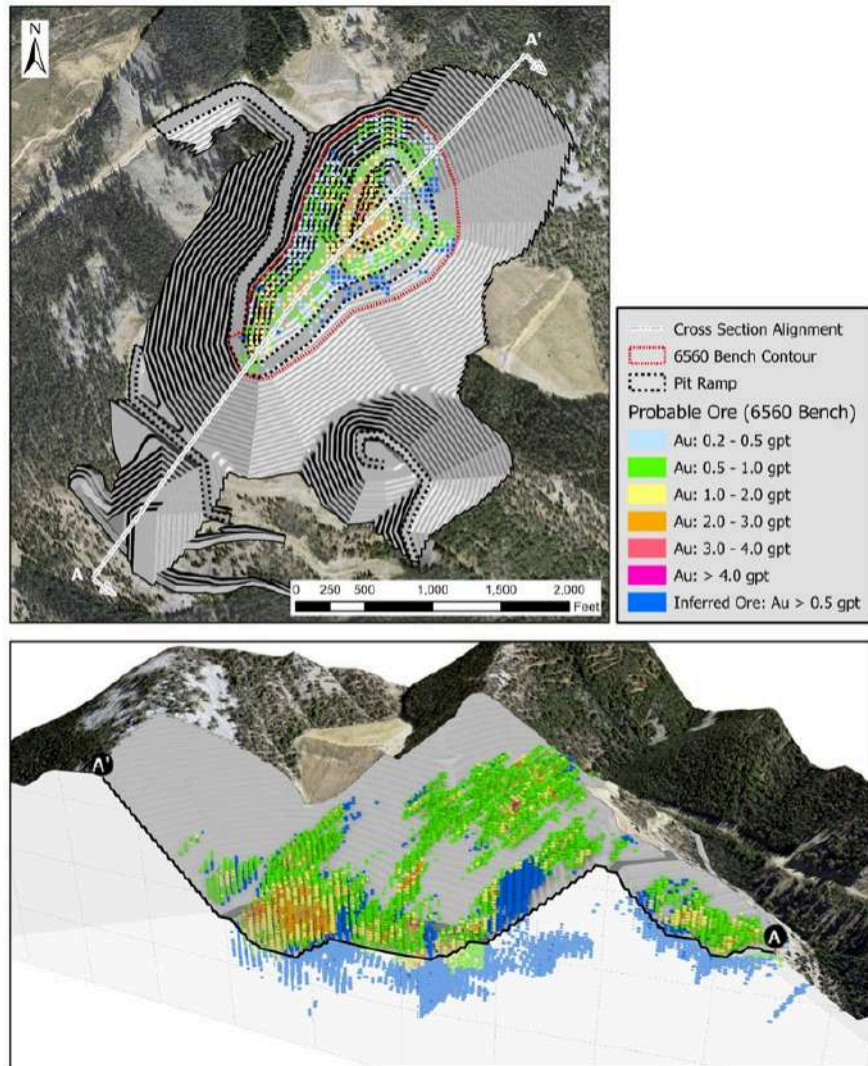 N
A'
A
0 250 500 1,000 1,500 2,000
Feet
Cross Section Alignment
6560 Bench Contour
Pit Ramp
Probable Ore (6560 Bench)
Au: 0.2 - 0.5 gpt
Au: 0.5 - 1.0 gpt
Au: 1.0 - 2.0 gpt
Au: 2.0 - 3.0 gpt
Au: 3.0 - 4.0 gpt
Au: > 4.0 gpt
Inferred Ore: Au > 0.5 gpt
A'
A